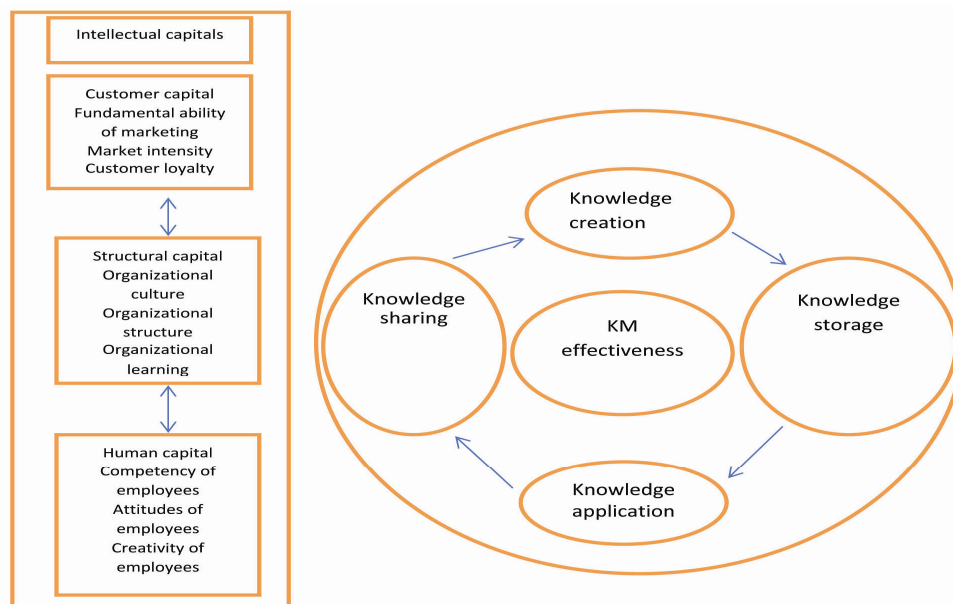 Intellectual capitals
Customer capital
Fundamental ability
of marketing
Market intensity
Customer loyalty
Structural capital
Organizational
culture
Organizational
structure
Organizational
learning
Human capital
Competency of
employees
Attitudes of
employees
Creativity of
employees
Knowledge
creation
Knowledge
sharing
KM
effectiveness
Knowledge
storage
Knowledge
application